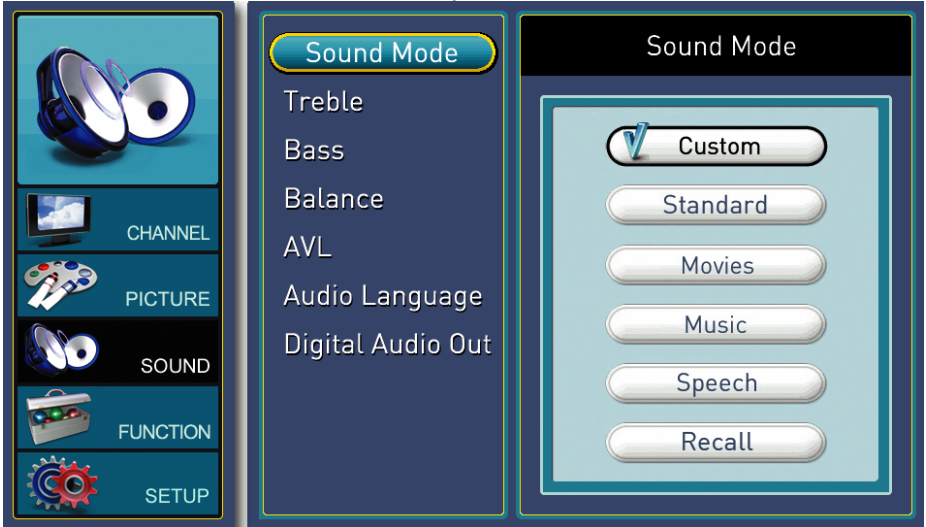 CHANNEL
PICTURE
SOUND
FUNCTION
SETUP
Sound Mode
Treble
Bass
Balance
AVL
Audio Language
Digital Audio Out
Sound Mode
Custom
Standard
Movies
Music
Speech
Recall